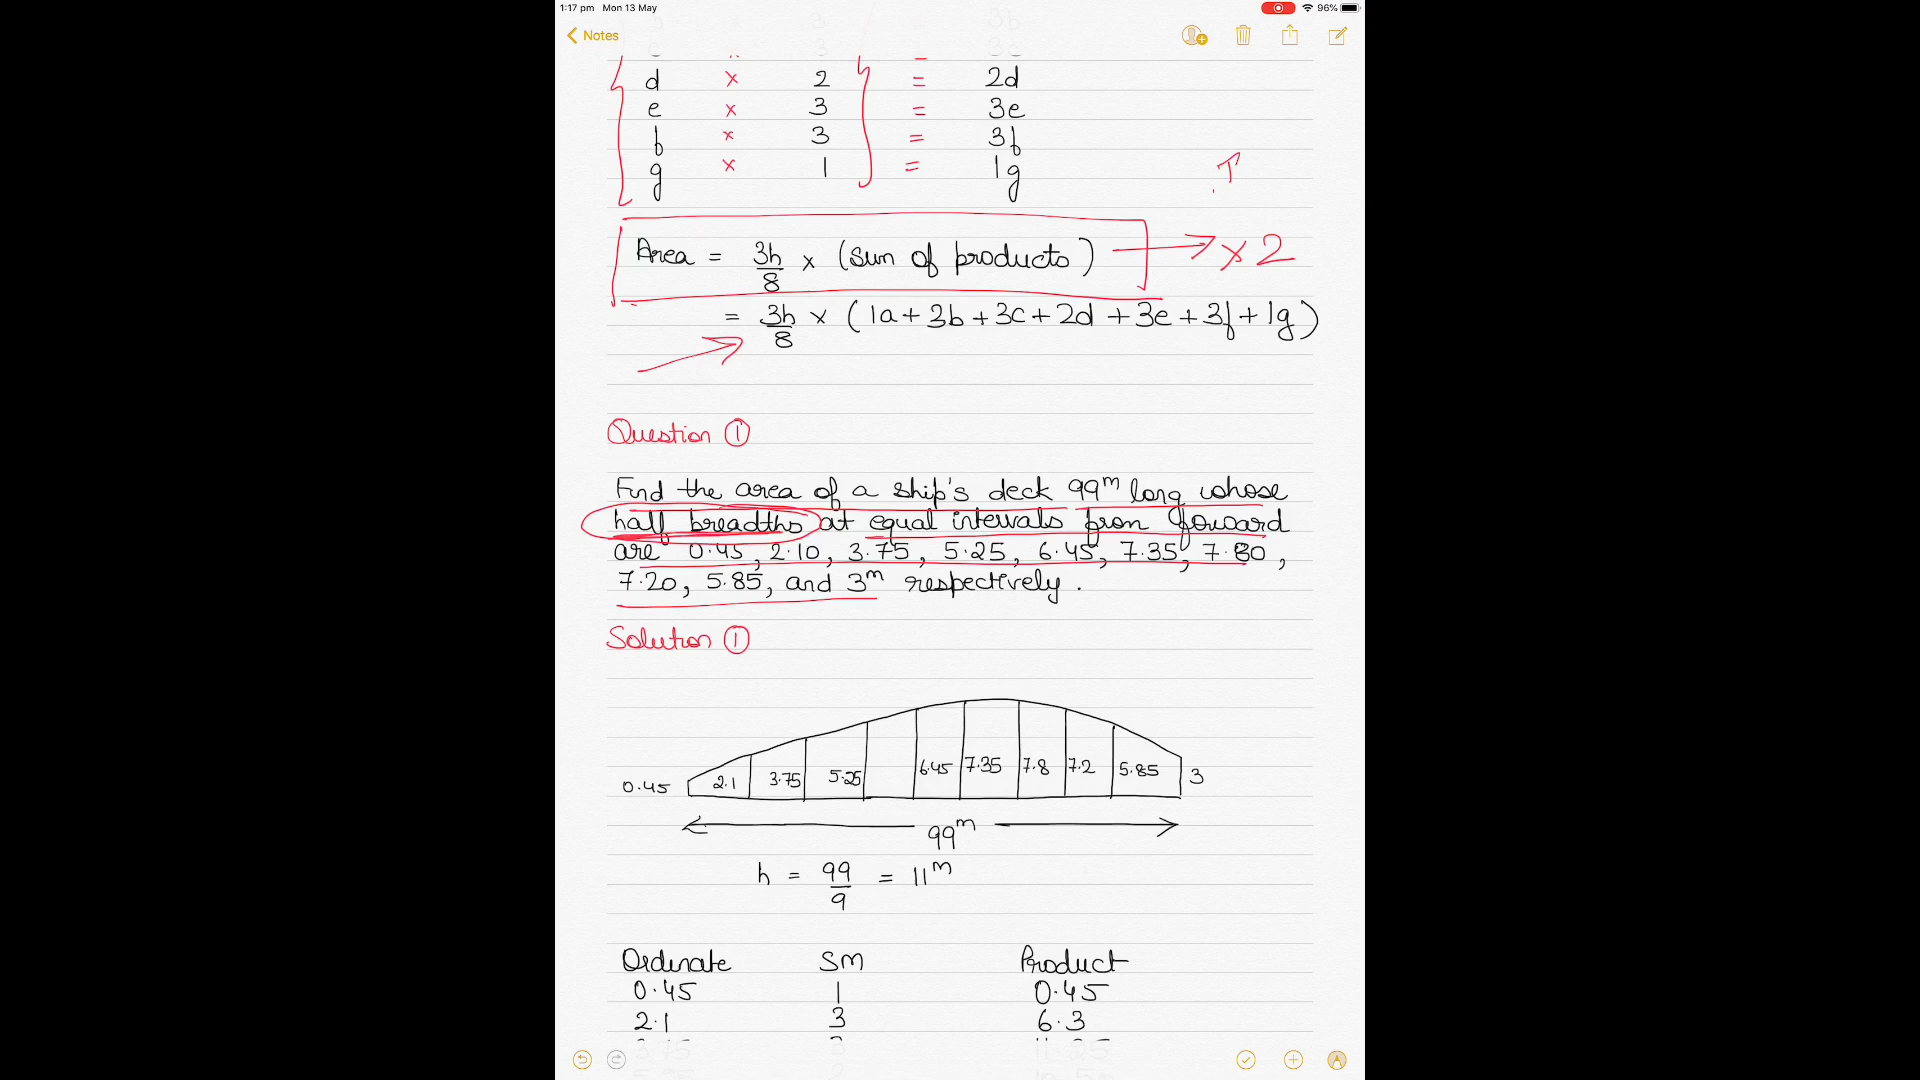 1:17 pm Mon 13 May 96%
Notes
d × 2 = 2d
e × 3 = 3e
f × 3 = 3f
g × 1 = 1g
Area = 3h/8 × (sum of products) → × 2
= 3h/8 × (1a + 3b + 3c + 2d + 3e + 3f + 1g)
Question ①
Find the area of a ship's deck 99m long whose
half breadths at equal intervals from forward
are 0.45, 2.10, 3.75, 5.25, 6.45, 7.35, 7.80,
7.20, 5.85, and 3m respectively.
Solution ①
0.45 2.1 3.75 5.25 6.45 7.35 7.8 7.2 5.85 3
99m
h = 99/9 = 11m
Ordinate SM Product
0.45 1 0.45
2.1 3 6.3